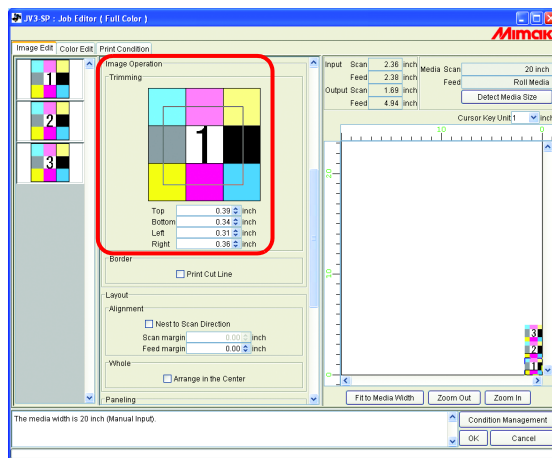 JV3-SP : Job Editor ( Full Color )
Mimaki
Image Edit Color Edit Print Condition
1
2
3
Image Operation
Trimming
1
Top 0.39 inch
Bottom 0.34 inch
Left 0.31 inch
Right 0.36 inch
Border
Print Cut Line
Layout
Alignment
Nest to Scan Direction
Scan margin 0.00 inch
Feed margin 0.00 inch
Whole
Arrange in the Center
Paneling
Input Scan 2.36 inch
Feed 2.38 inch
Output Scan 1.69 inch
Feed 4.94 inch
Media Scan 20 inch
Feed Roll Media
Detect Media Size
Cursor Key Unit 1 inch
10 0
20
10
0
3
2
1
Fit to Media Width Zoom Out Zoom In
The media width is 20 inch (Manual Input).
Condition Management
OK Cancel